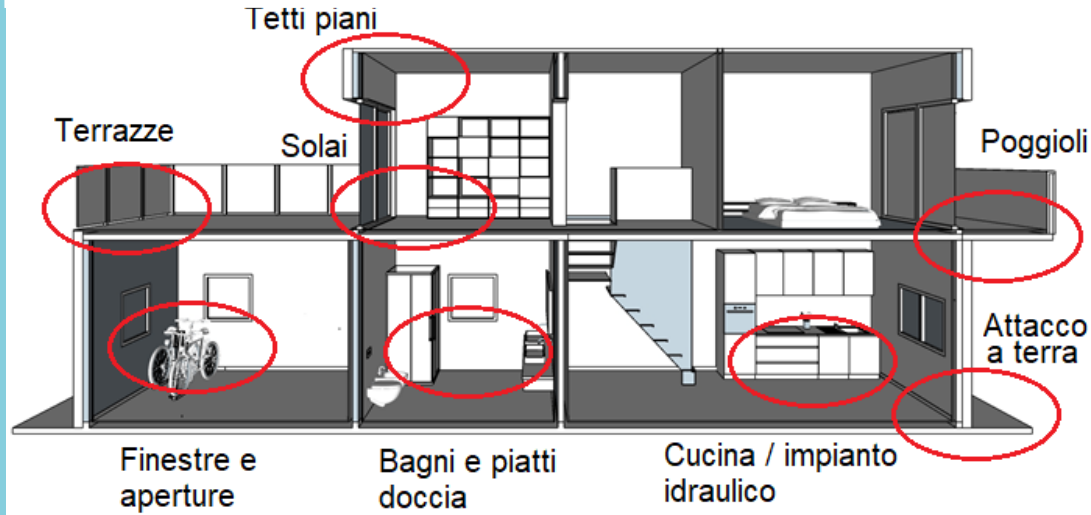 Tetti piani
Terrazze
Solai
Poggioli
Attacco
a terra
Finestre e
aperture
Bagni e piatti
doccia
Cucina / impianto
idraulico